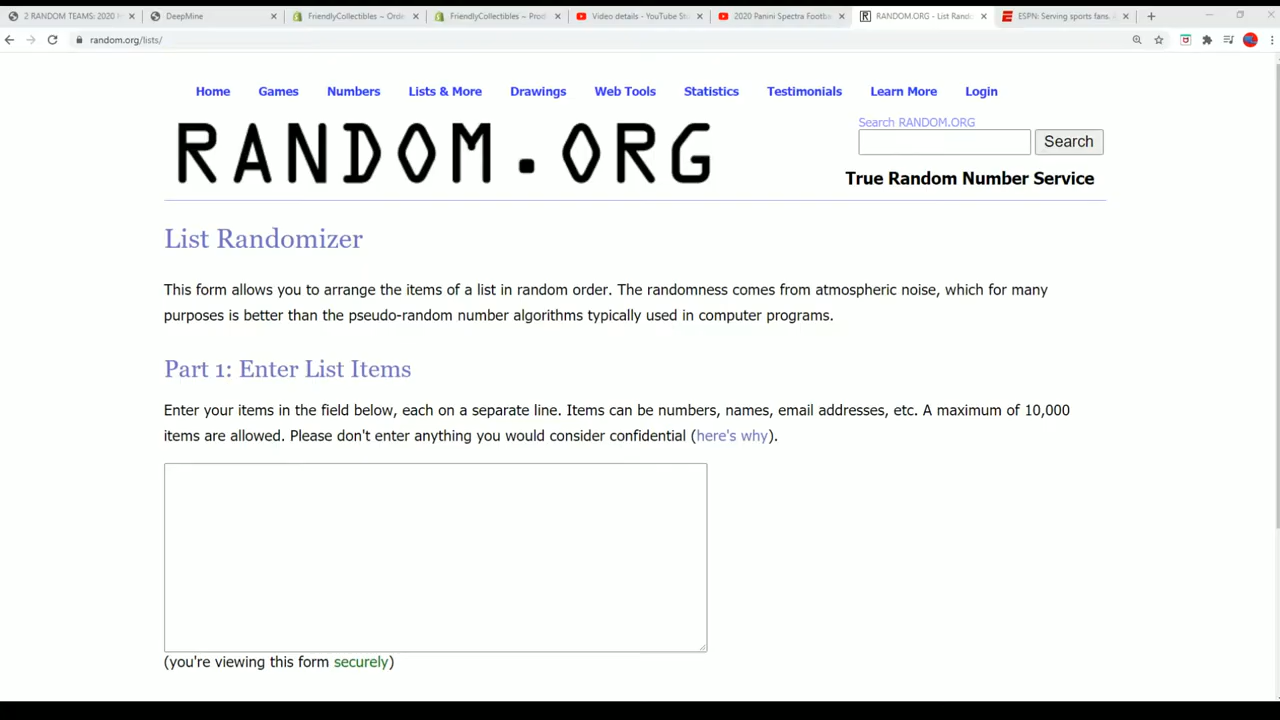 2 RANDOM TEAMS: 2020
DeepMine
FriendlyCollectibles ~ Orde
FriendlyCollectibles ~ Prod
Video details - YouTube Stu
2020 Panini Spectra Footba
RANDOM.ORG - List Rando
ESPN: Serving sports fans.
random.org/lists/
Home Games Numbers Lists & More Drawings Web Tools Statistics Testimonials Learn More Login
RANDOM.ORG
Search RANDOM.ORG
Search
True Random Number Service
List Randomizer
This form allows you to arrange the items of a list in random order. The randomness comes from atmospheric noise, which for many
purposes is better than the pseudo-random number algorithms typically used in computer programs.
Part 1: Enter List Items
Enter your items in the field below, each on a separate line. Items can be numbers, names, email addresses, etc. A maximum of 10,000
items are allowed. Please don't enter anything you would consider confidential (here's why).
(you're viewing this form securely)